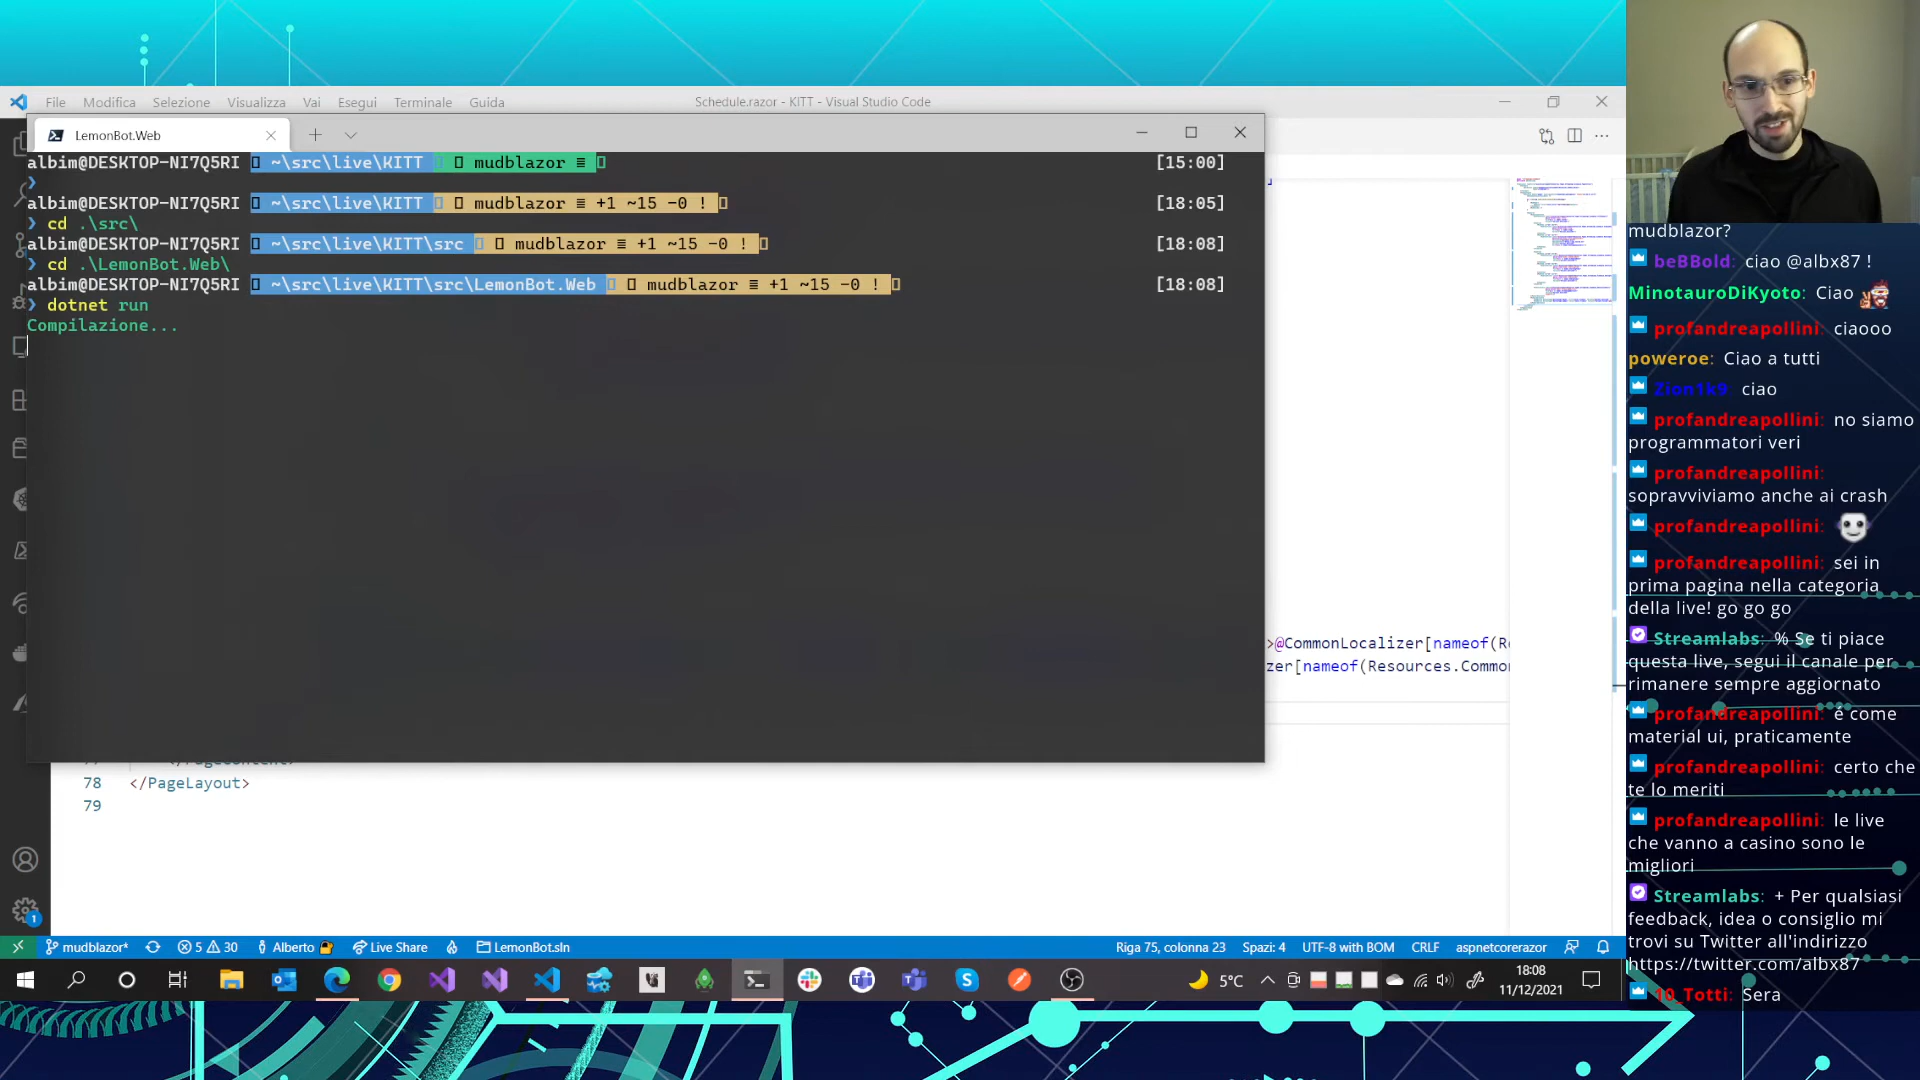 File Modifica Selezione Visualizza Vai Esegui Terminale Guida
Schedule.razor - KITT - Visual Studio Code
LemonBot.Web
albim@DESKTOP-NI7Q5RI ~\src\live\KITT mudblazor ≡ [15:00]
❯
albim@DESKTOP-NI7Q5RI ~\src\live\KITT mudblazor ≡ +1 ~15 -0 ! [18:05]
❯ cd .\src\
albim@DESKTOP-NI7Q5RI ~\src\live\KITT\src mudblazor ≡ +1 ~15 -0 ! [18:08]
❯ cd .\LemonBot.Web\
albim@DESKTOP-NI7Q5RI ~\src\live\KITT\src\LemonBot.Web mudblazor ≡ +1 ~15 -0 ! [18:08]
❯ dotnet run
Compilazione...
>@CommonLocalizer[nameof(R
zer[nameof(Resources.Commo
78 </PageLayout>
79
1
mudblazor* 5 30 Alberto Live Share LemonBot.sln
Riga 75, colonna 23 Spazi: 4 UTF-8 with BOM CRLF aspnetcorerazor
5°C
18:08
11/12/2021
mudblazor?
beBBold: ciao @albx87 !
MinotauroDiKyoto: Ciao
profandreapollini: ciaooo
poweroe: Ciao a tutti
Zion1k9: ciao
profandreapollini: no siamo
programmatori veri
profandreapollini:
sopravviviamo anche ai crash
profandreapollini:
profandreapollini: sei in
prima pagina nella categoria
della live! go go go
Streamlabs: % Se ti piace
questa live, segui il canale per
rimanere sempre aggiornato
profandreapollini: é come
material ui, praticamente
profandreapollini: certo che
te lo meriti
profandreapollini: le live
che vanno a casino sono le
migliori
Streamlabs: + Per qualsiasi
feedback, idea o consiglio mi
trovi su Twitter all'indirizzo
https://twitter.com/albx87
10_Totti: Sera